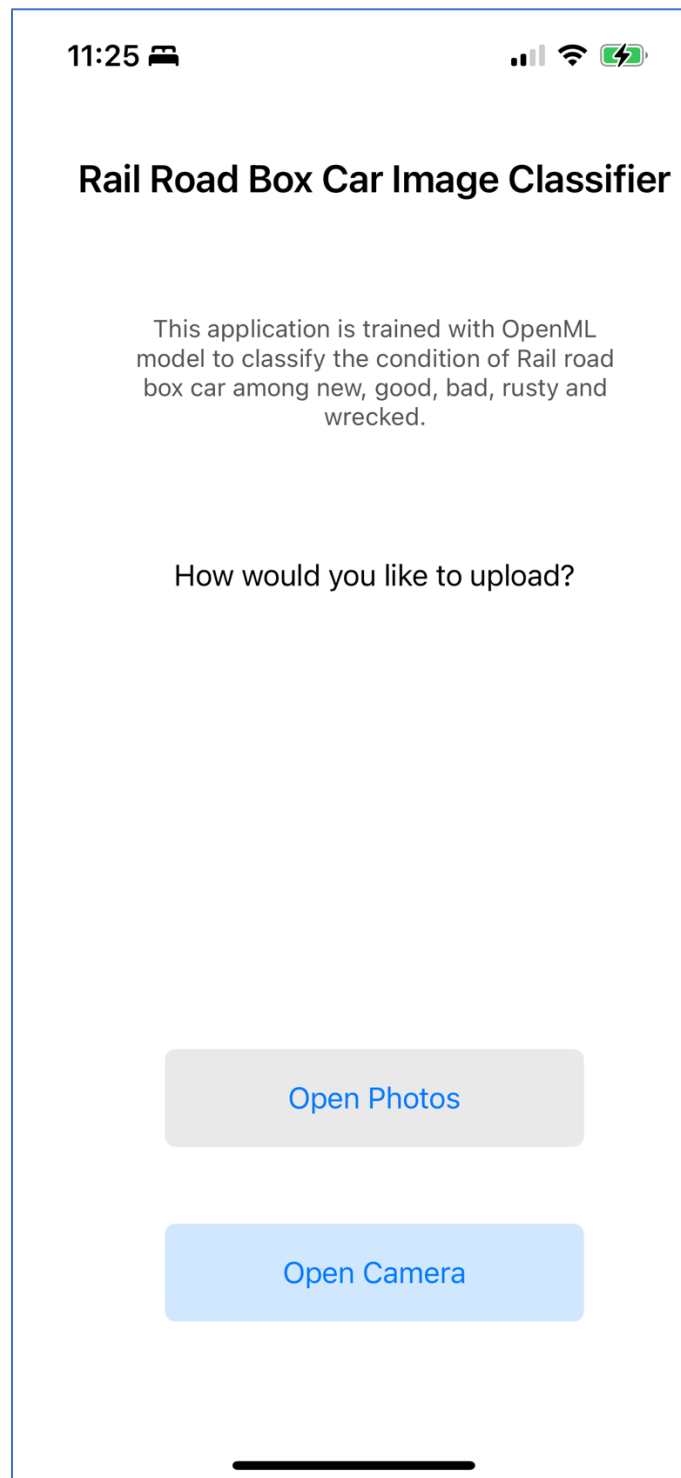 11:25
Rail Road Box Car Image Classifier
This application is trained with OpenML
model to classify the condition of Rail road
box car among new, good, bad, rusty and
wrecked.
How would you like to upload?
Open Photos
Open Camera